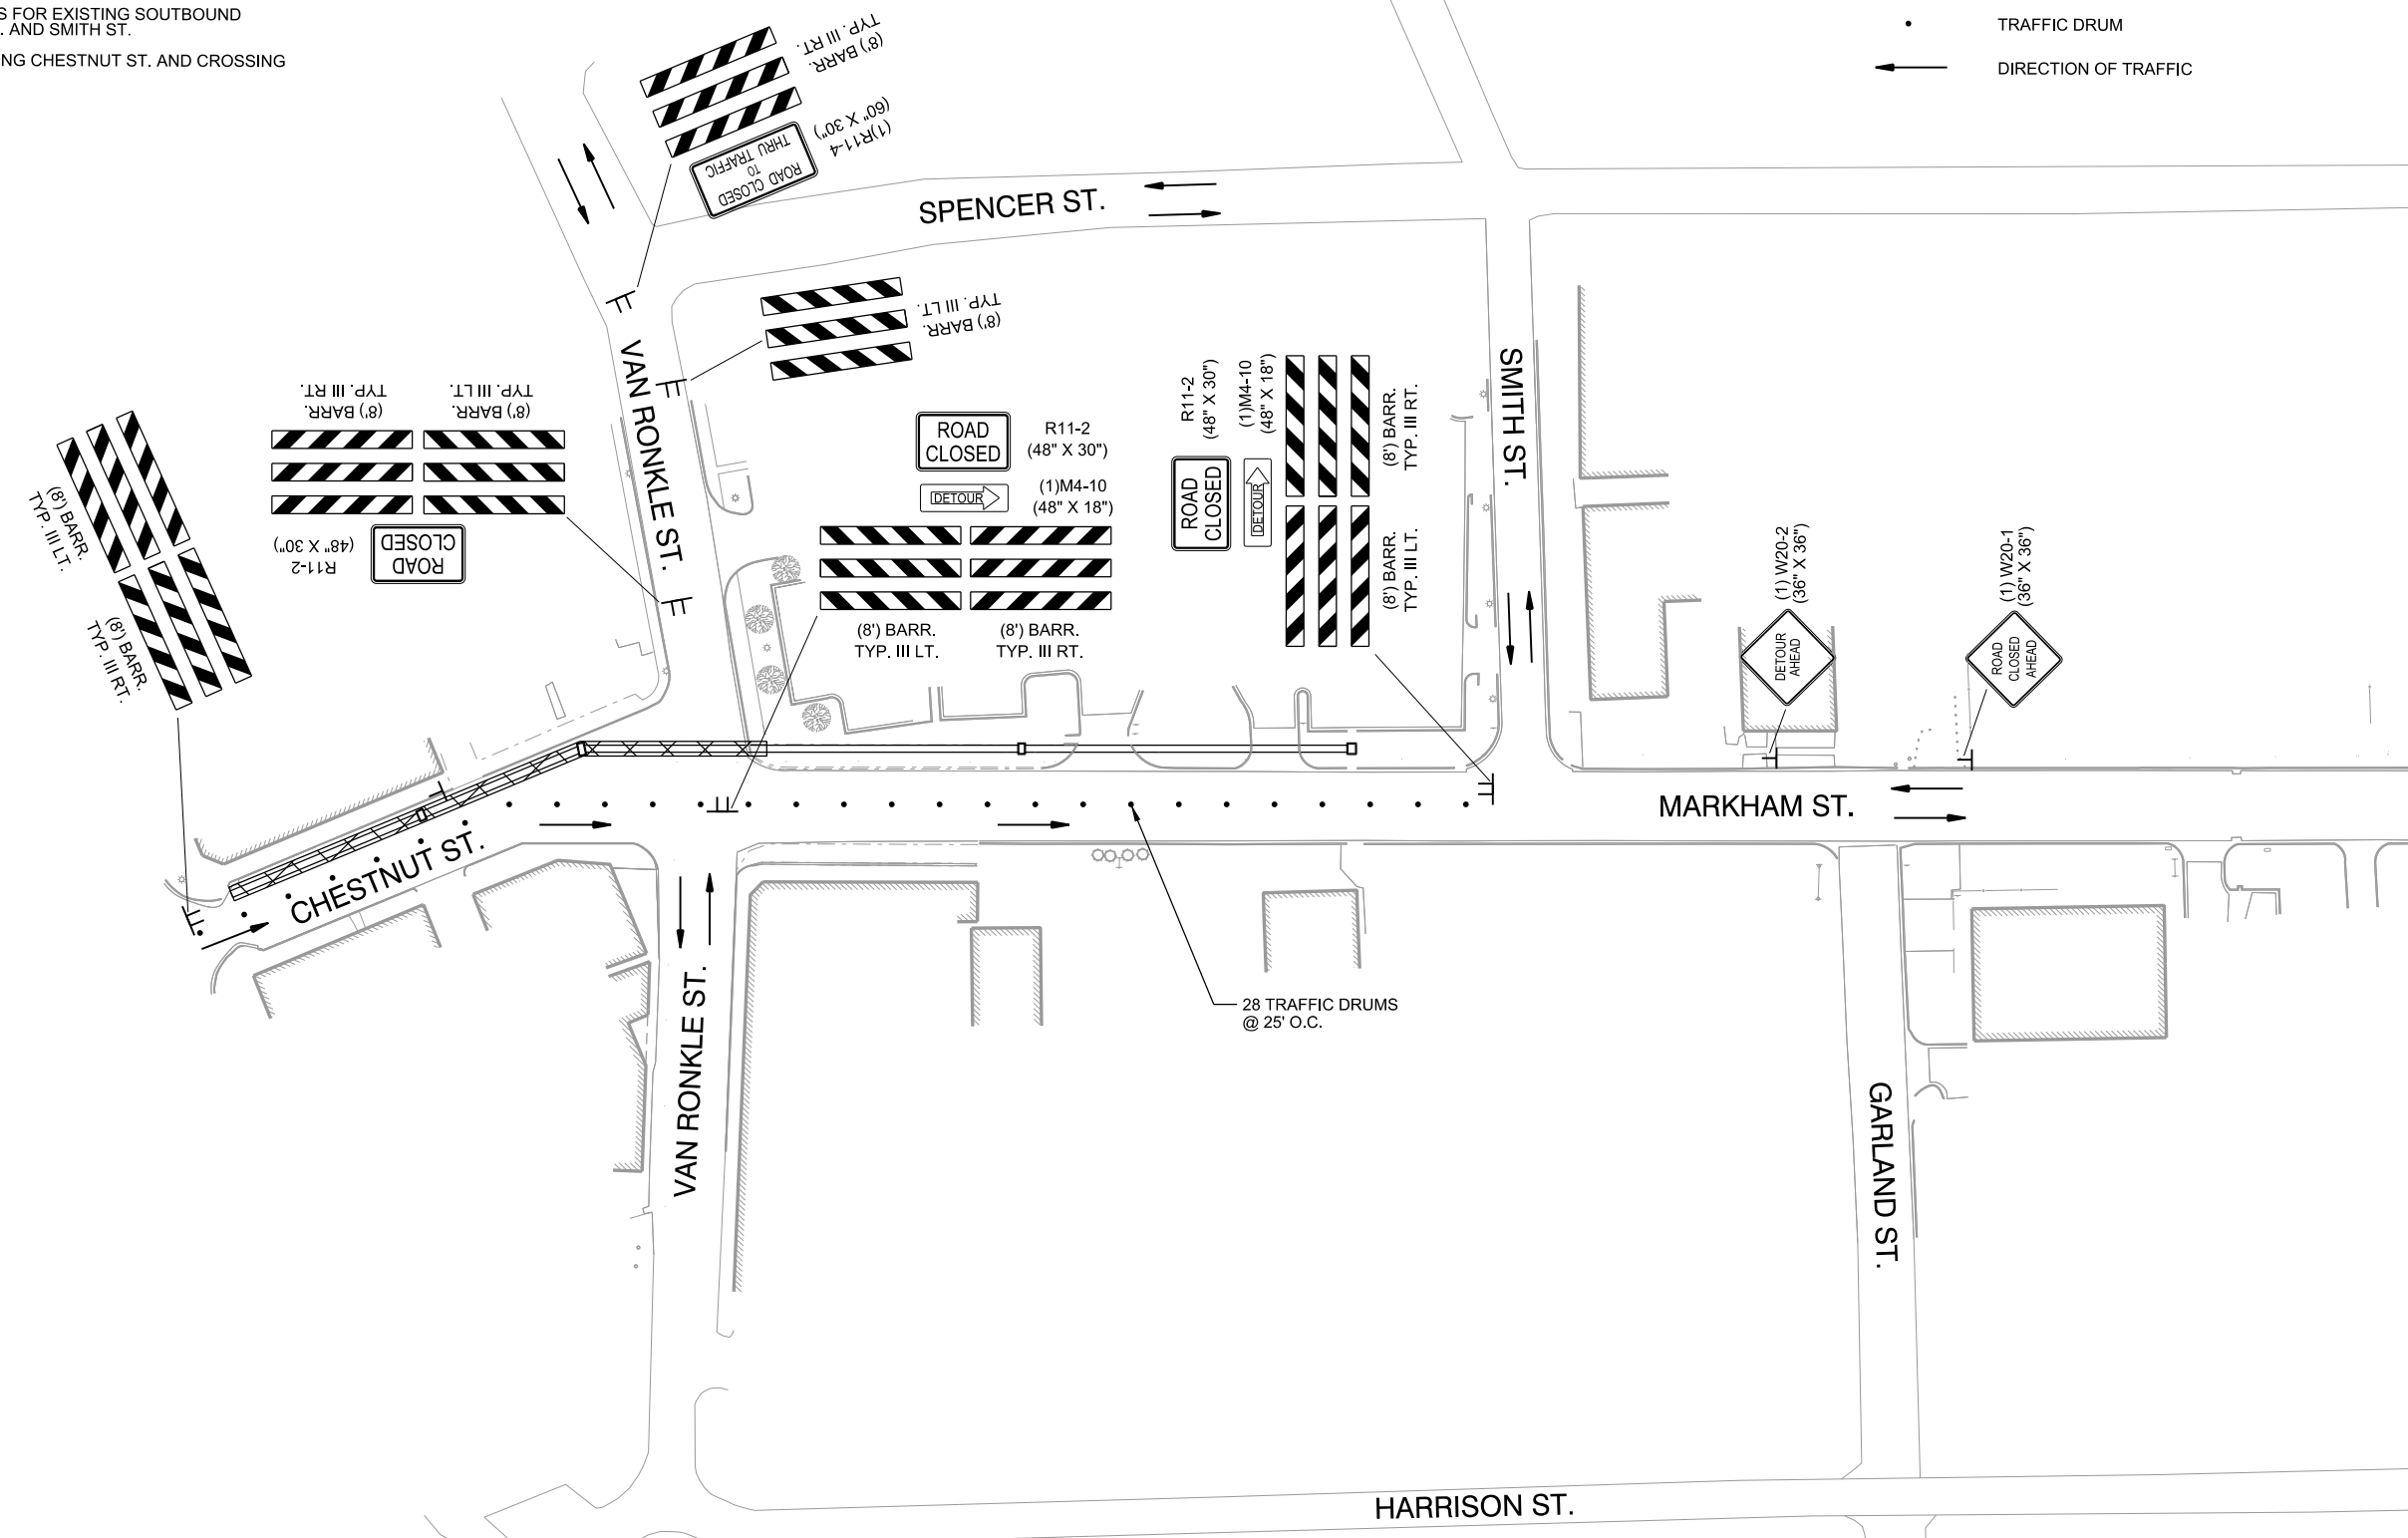 S FOR EXISTING SOUTBOUND
. AND SMITH ST.
NG CHESTNUT ST. AND CROSSING
TRAFFIC DRUM
DIRECTION OF TRAFFIC
(8') BARR.
TYP. III RT.
(1)R11-4
(60" X 30")
ROAD CLOSED
TO
THRU TRAFFIC
SPENCER ST.
(8') BARR.
TYP. III LT.
VAN RONKLE ST.
(8') BARR.
TYP. III LT.
(8') BARR.
TYP. III RT.
ROAD
CLOSED
R11-2
(48" X 30")
(8') BARR.
TYP. III LT.
(8') BARR.
TYP. III RT.
ROAD
CLOSED
R11-2
(48" X 30")
DETOUR
(1)M4-10
(48" X 18")
(8') BARR.
TYP. III LT.
(8') BARR.
TYP. III RT.
R11-2
(48" X 30")
(1)M4-10
(48" X 18")
ROAD
CLOSED
DETOUR
(8') BARR.
TYP. III RT.
(8') BARR.
TYP. III LT.
SMITH ST.
(1) W20-2
(36" X 36")
DETOUR
AHEAD
(1) W20-1
(36" X 36")
ROAD
CLOSED
AHEAD
MARKHAM ST.
CHESTNUT ST.
VAN RONKLE ST.
28 TRAFFIC DRUMS
@ 25' O.C.
GARLAND ST.
HARRISON ST.